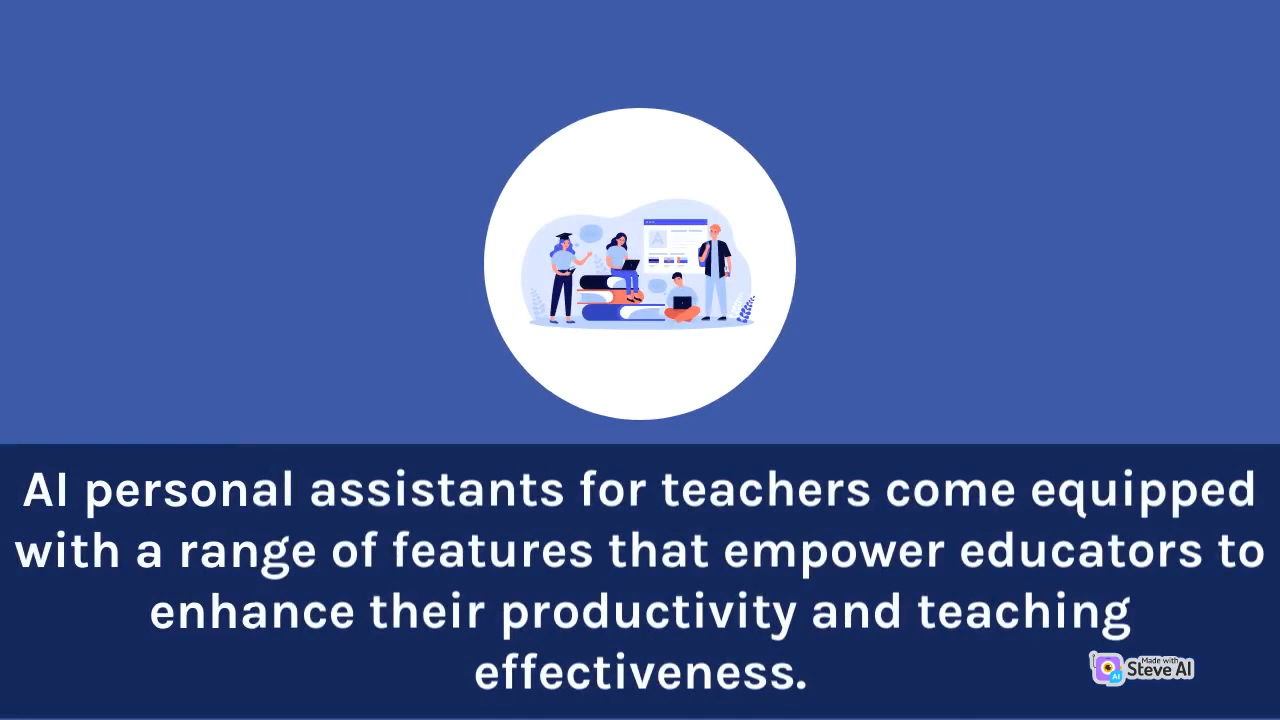 AI personal assistants for teachers come equipped
with a range of features that empower educators to
enhance their productivity and teaching
effectiveness.
Made with
Steve AI